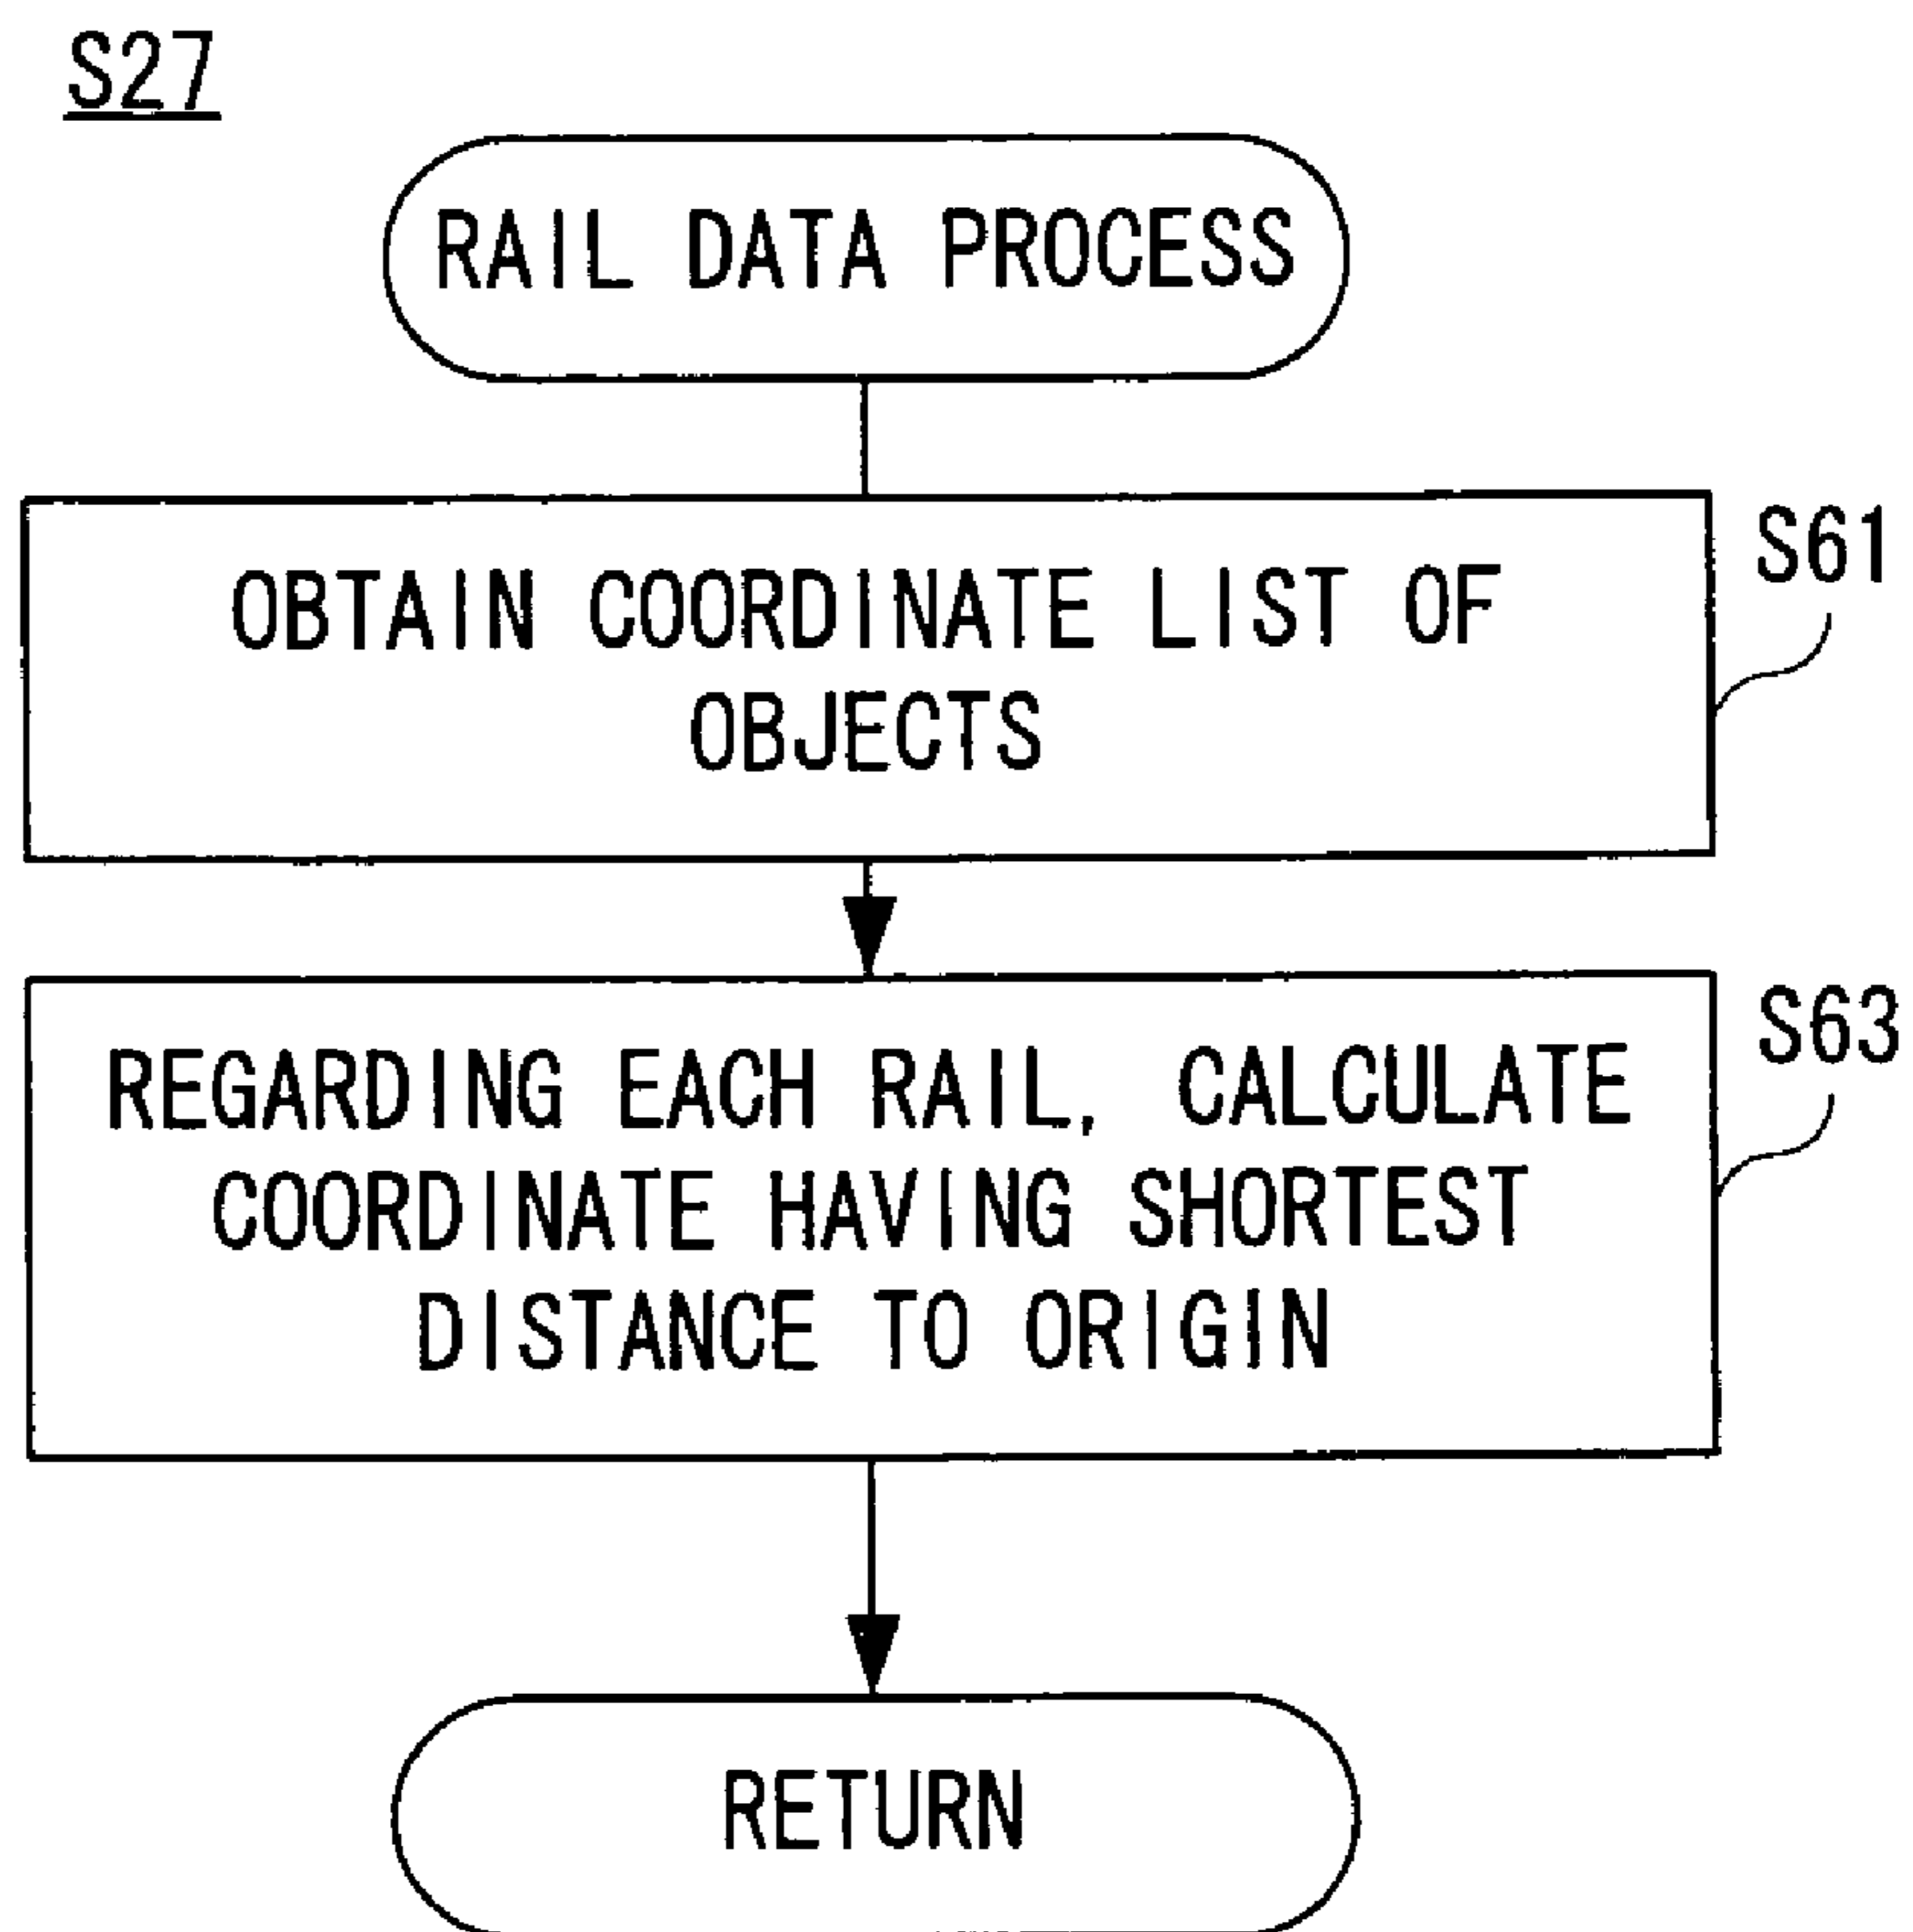 S27
RAIL DATA PROCESS
OBTAIN COORDINATE LIST OF
OBJECTS
S61
REGARDING EACH RAIL, CALCULATE
COORDINATE HAVING SHORTEST
DISTANCE TO ORIGIN
S63
RETURN